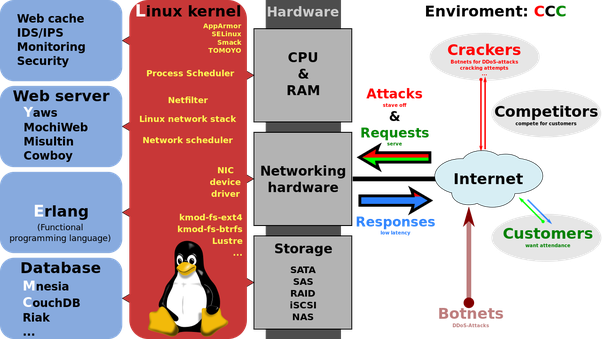 Web cache
IDS/IPS
Monitoring
Security
Web server
Yaws
MochiWeb
Misultin
Cowboy
Erlang
(Functional
programming language)
Database
Mnesia
CouchDB
Riak
...
Linux kernel
AppArmor
SELinux
Smack
TOMOYO
Process Scheduler
Netfilter
Linux network stack
Network scheduler
NIC
device
driver
kmod-fs-ext4
kmod-fs-btrfs
Lustre
...
Hardware
CPU
&
RAM
Networking
hardware
Storage
SATA
SAS
RAID
iSCSI
NAS
Enviroment: CCC
Crackers
Botnets for DDoS-attacks
cracking attempts
...
Competitors
compete for customers
Attacks
stave off
&
Requests
serve
Internet
Responses
low latency
Customers
want attendance
Botnets
DDoS-Attacks